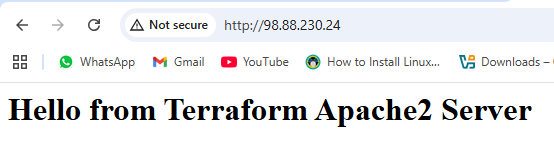 Not secure http://98.88.230.24
WhatsApp Gmail YouTube How to Install Linux... Downloads –
Hello from Terraform Apache2 Server